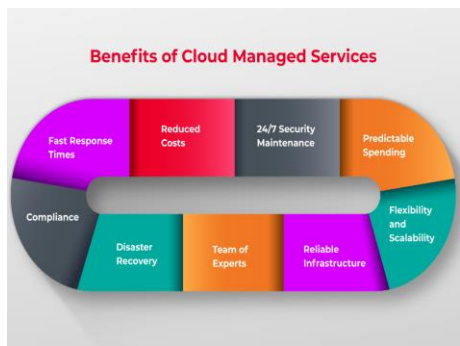 Benefits of Cloud Managed Services
Fast Response
Times
Reduced
Costs
24/7 Security
Maintenance
Predictable
Spending
Flexibility
and
Scalability
Reliable
Infrastructure
Team of
Experts
Disaster
Recovery
Compliance